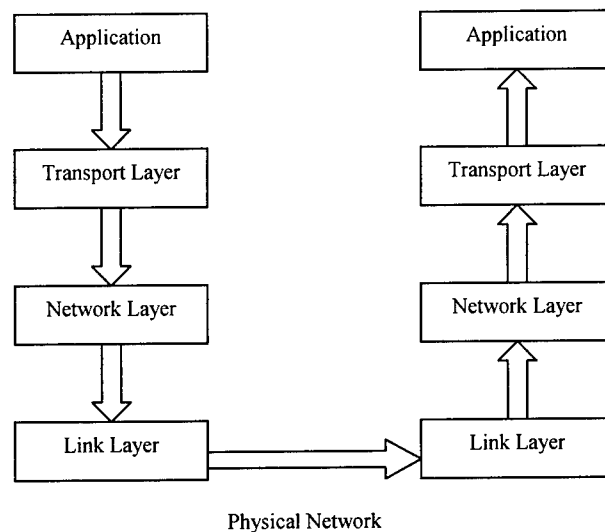 Application
Transport Layer
Network Layer
Link Layer
Application
Transport Layer
Network Layer
Link Layer
Physical Network